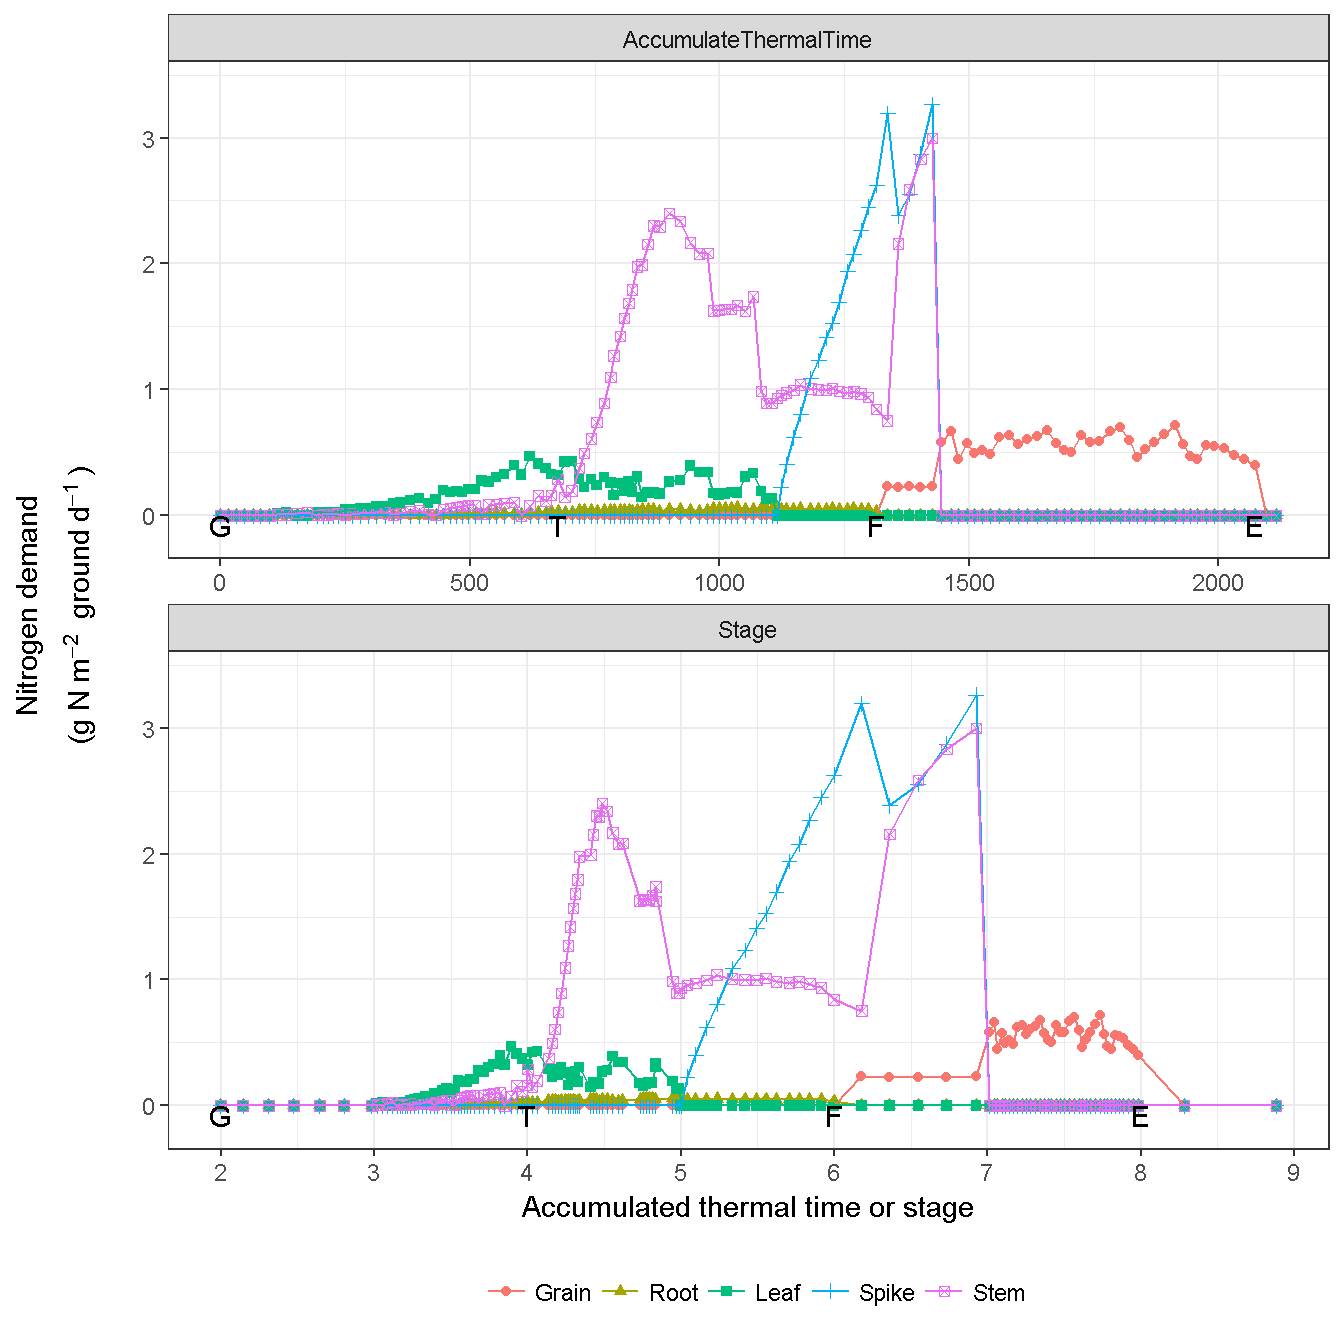 AccumulateThermalTime
3
2
1
0
G T F E
0 500 1000 1500 2000
Nitrogen demand
(g N m⁻² ground d⁻¹)
Stage
3
2
1
0
G T F E
2 3 4 5 6 7 8 9
Accumulated thermal time or stage
Grain Root Leaf Spike Stem